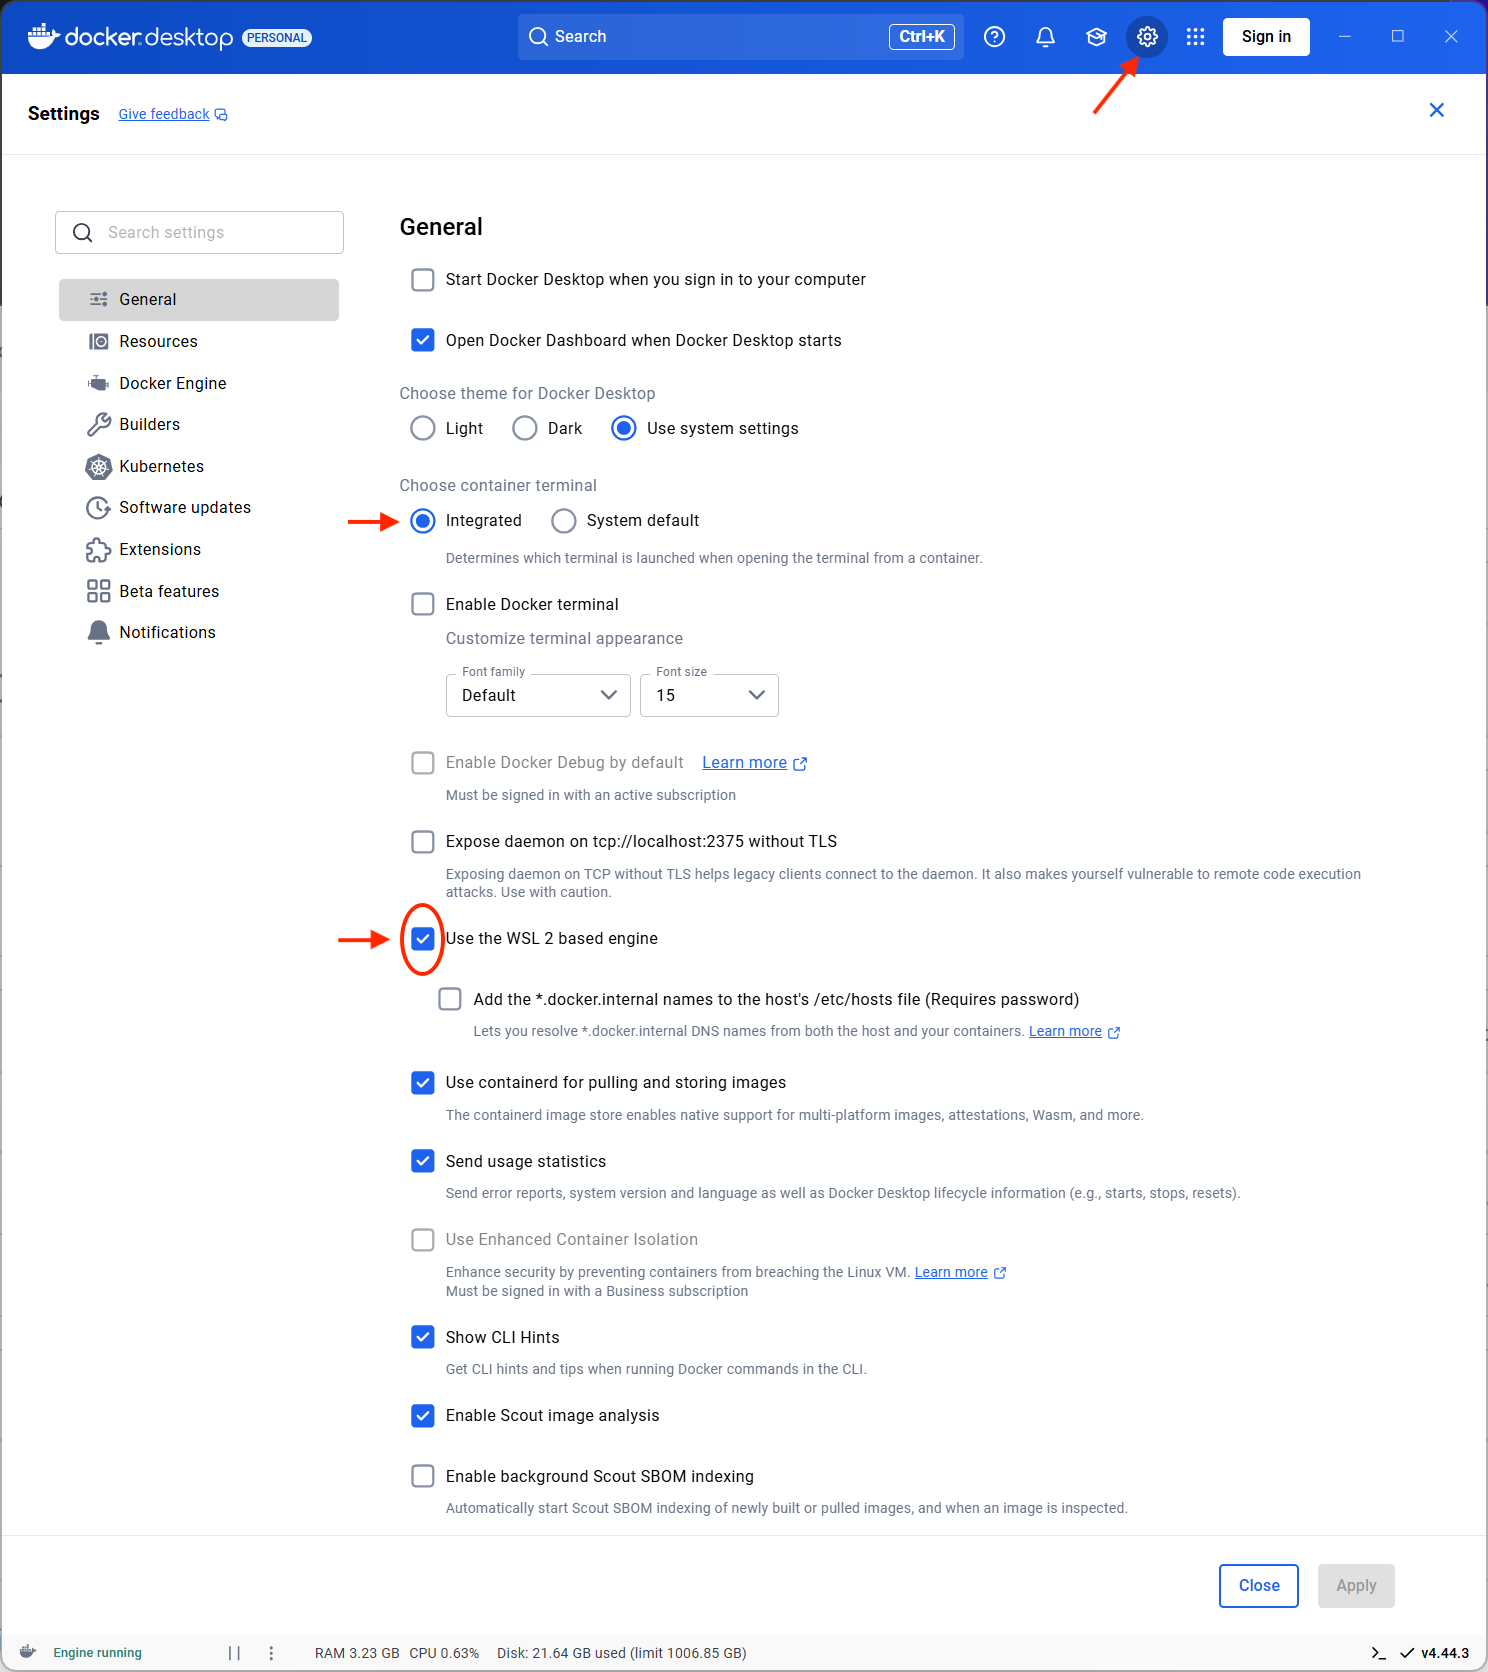 docker.desktop PERSONAL
Search
Ctrl+K
Sign in
Settings
Give feedback
Search settings
General
Resources
Docker Engine
Builders
Kubernetes
Software updates
Extensions
Beta features
Notifications
General
Start Docker Desktop when you sign in to your computer
Open Docker Dashboard when Docker Desktop starts
Choose theme for Docker Desktop
Light
Dark
Use system settings
Choose container terminal
Integrated
System default
Determines which terminal is launched when opening the terminal from a container.
Enable Docker terminal
Customize terminal appearance
Font family
Default
Font size
15
Enable Docker Debug by default
Learn more
Must be signed in with an active subscription
Expose daemon on tcp://localhost:2375 without TLS
Exposing daemon on TCP without TLS helps legacy clients connect to the daemon. It also makes yourself vulnerable to remote code execution
attacks. Use with caution.
Use the WSL 2 based engine
Add the *.docker.internal names to the host's /etc/hosts file (Requires password)
Lets you resolve *.docker.internal DNS names from both the host and your containers. Learn more
Use containerd for pulling and storing images
The containerd image store enables native support for multi-platform images, attestations, Wasm, and more.
Send usage statistics
Send error reports, system version and language as well as Docker Desktop lifecycle information (e.g., starts, stops, resets).
Use Enhanced Container Isolation
Enhance security by preventing containers from breaching the Linux VM. Learn more
Must be signed in with a Business subscription
Show CLI Hints
Get CLI hints and tips when running Docker commands in the CLI.
Enable Scout image analysis
Enable background Scout SBOM indexing
Automatically start Scout SBOM indexing of newly built or pulled images, and when an image is inspected.
Close
Apply
Engine running
RAM 3.23 GB CPU 0.63% Disk: 21.64 GB used (limit 1006.85 GB)
v4.44.3